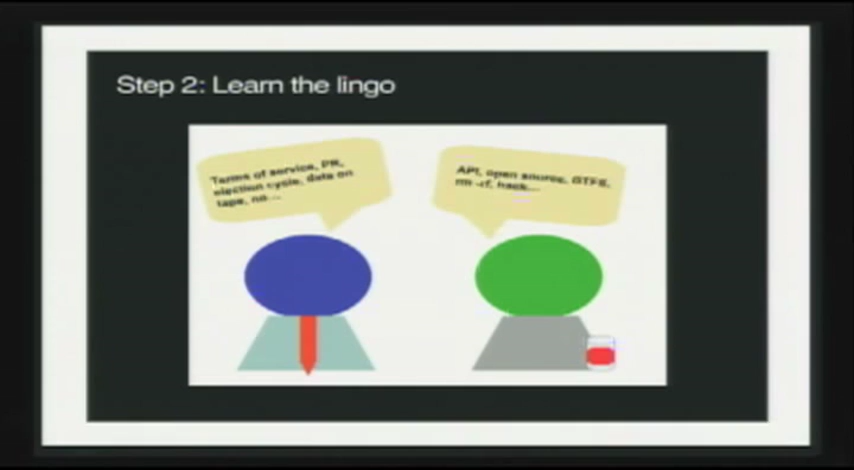 Step 2: Learn the lingo
Terms of service, PR,
election cycle, data on
tape, no...
API, open source, GTFS,
rm -rf, hack...